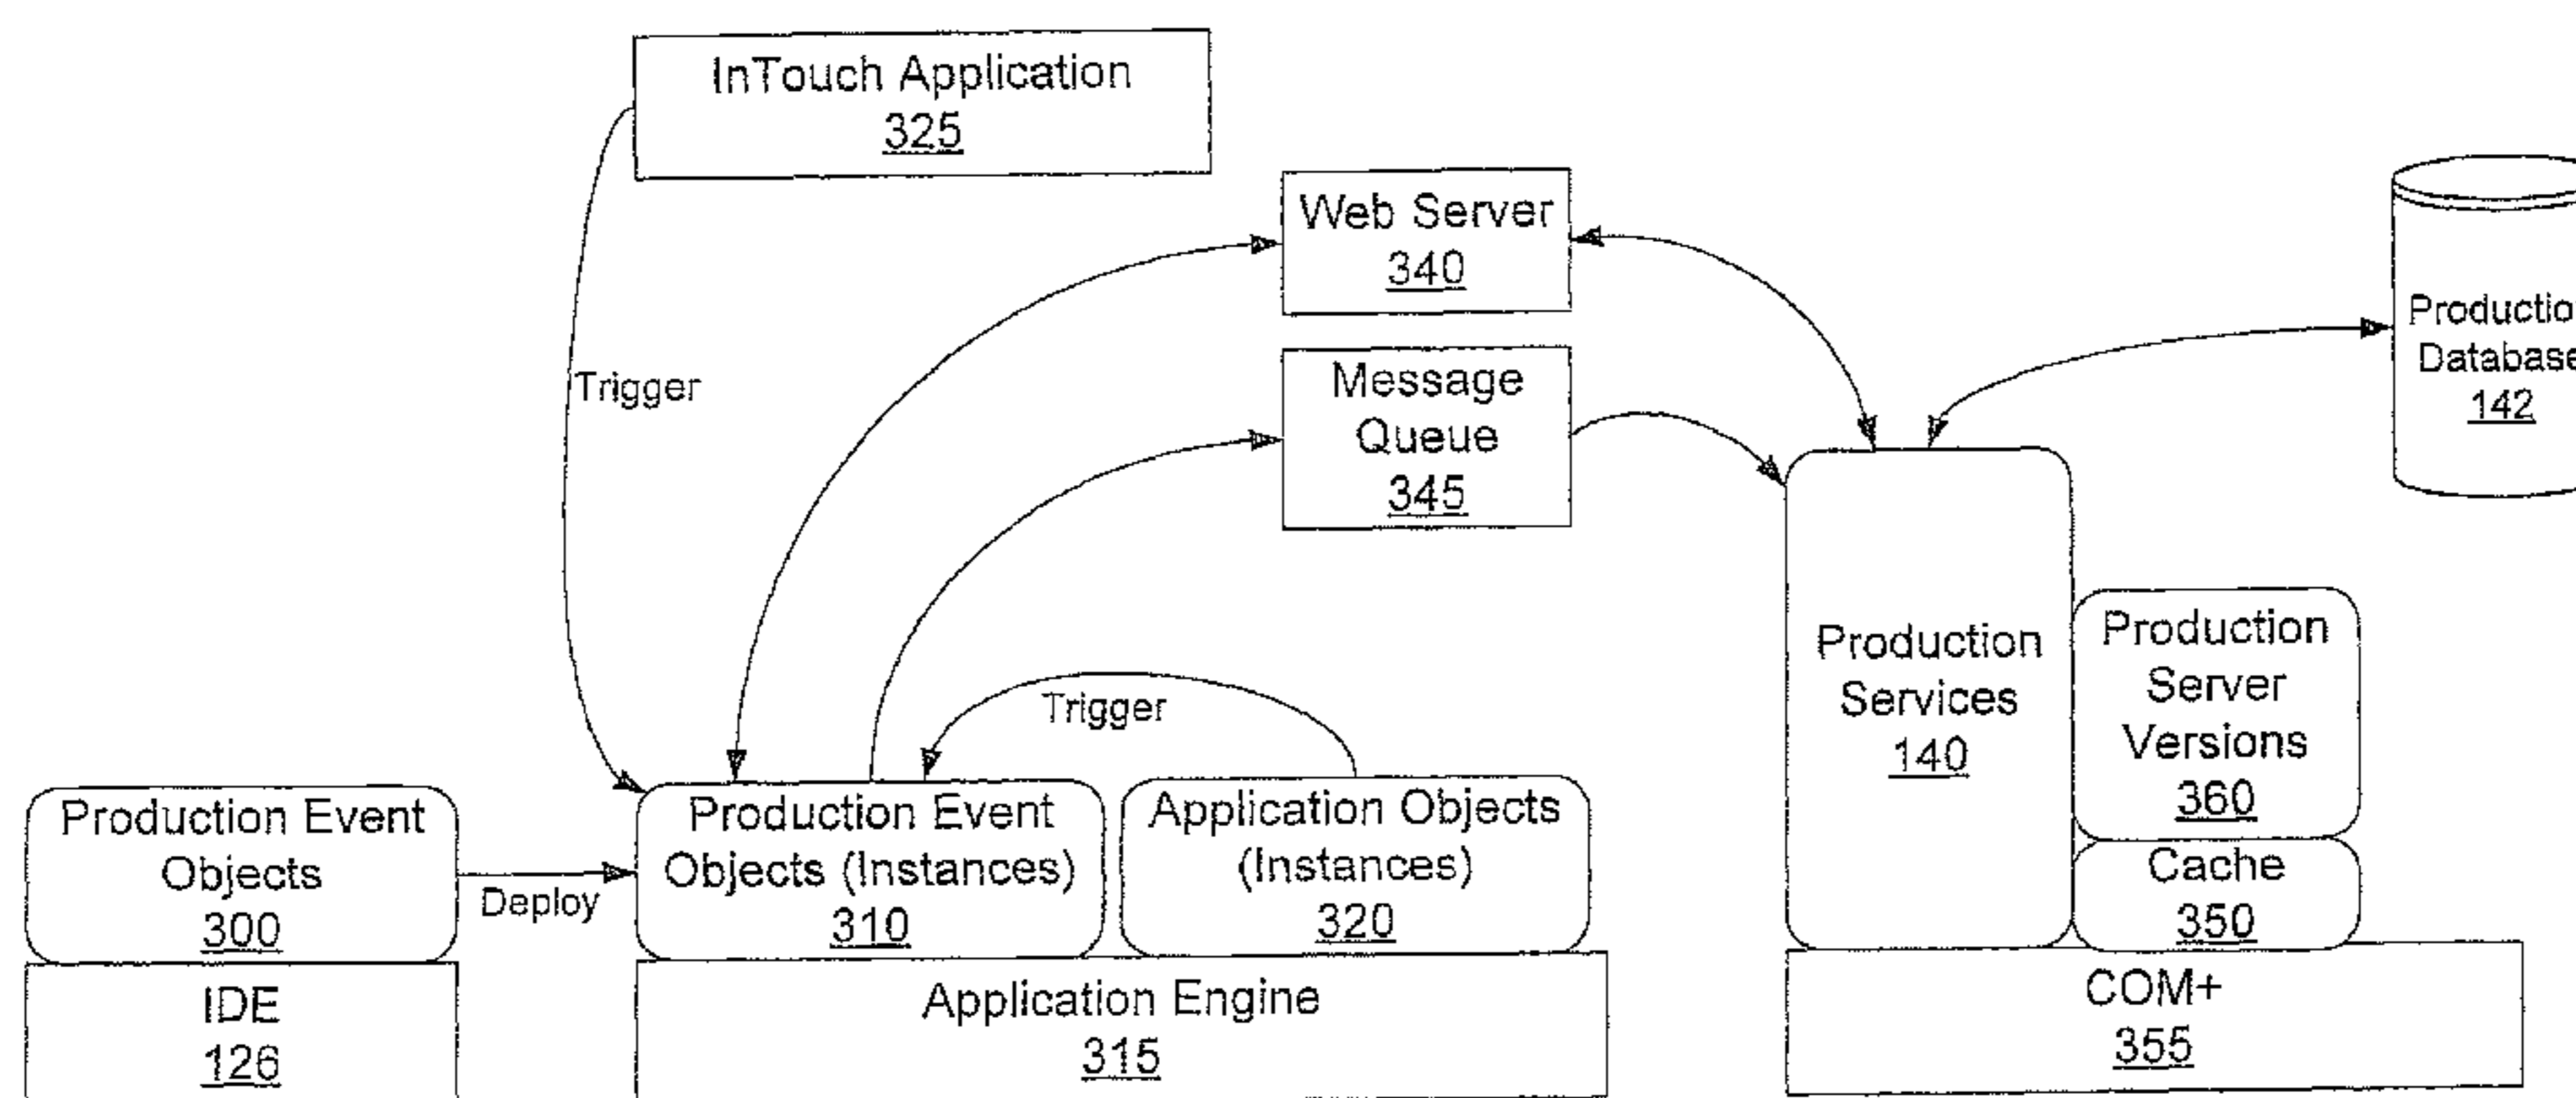 InTouch Application
325
Web Server
340
Message
Queue
345
Production
Database
142
Trigger
Trigger
Production
Services
140
Production
Server
Versions
360
Cache
350
Production Event
Objects
300
Deploy
Production Event
Objects (Instances)
310
Application Objects
(Instances)
320
IDE
126
Application Engine
315
COM+
355